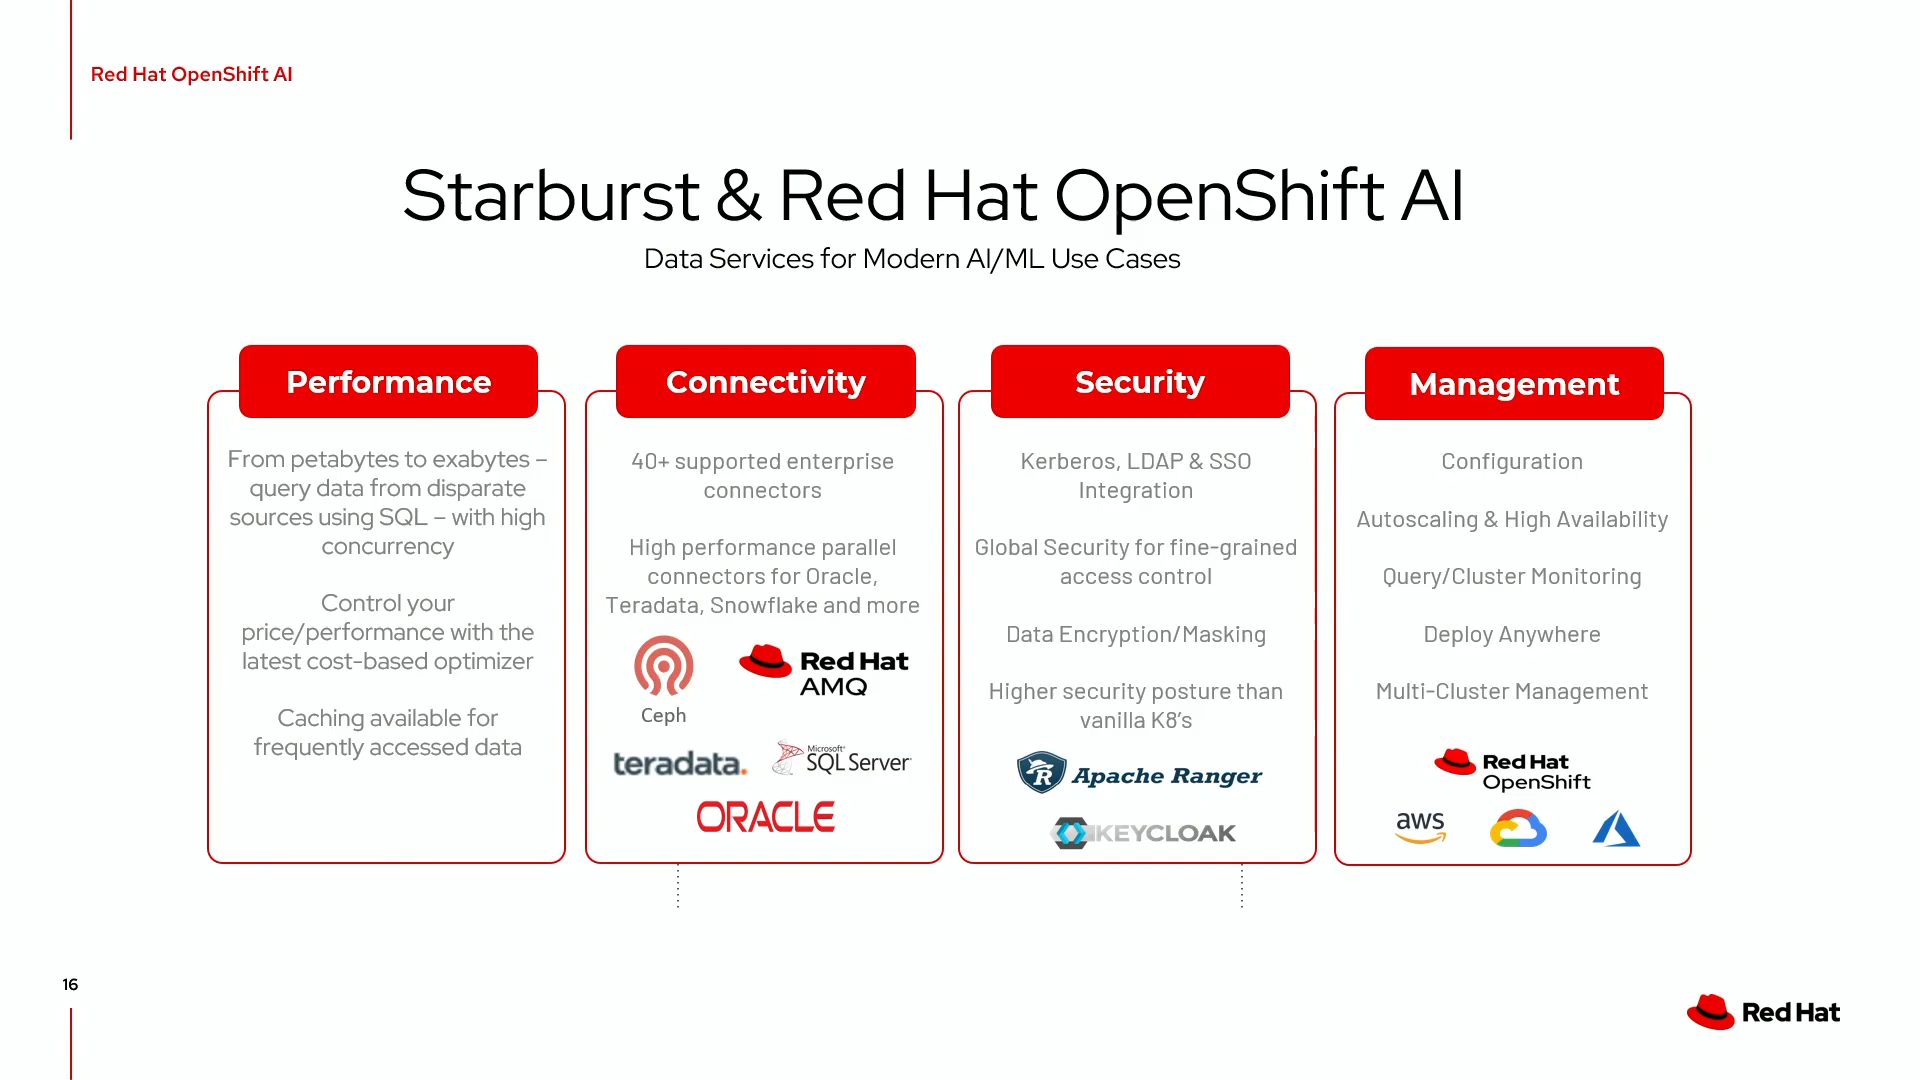 Red Hat OpenShift AI
Starburst & Red Hat OpenShift AI
Data Services for Modern AI/ML Use Cases
Performance
From petabytes to exabytes –
query data from disparate
sources using SQL – with high
concurrency
Control your
price/performance with the
latest cost-based optimizer
Caching available for
frequently accessed data
Connectivity
40+ supported enterprise
connectors
High performance parallel
connectors for Oracle,
Teradata, Snowflake and more
Ceph
Red Hat
AMQ
teradata.
Microsoft
SQL Server
ORACLE
Security
Kerberos, LDAP & SSO
Integration
Global Security for fine-grained
access control
Data Encryption/Masking
Higher security posture than
vanilla K8’s
R
Apache Ranger
KEYCLOAK
Management
Configuration
Autoscaling & High Availability
Query/Cluster Monitoring
Deploy Anywhere
Multi-Cluster Management
Red Hat
OpenShift
aws
16
Red Hat